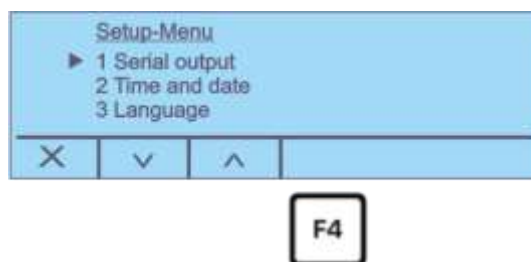 Setup-Menu
1 Serial output
2 Time and date
3 Language
F4